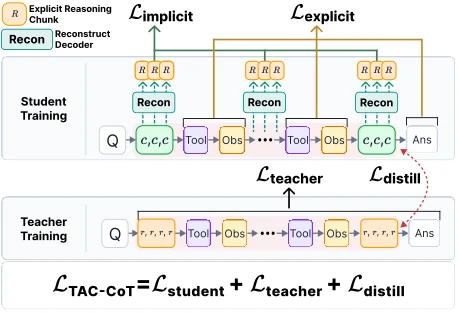 R Explicit Reasoning Chunk
Recon Reconstruct Decoder
ℒimplicit
ℒexplicit
R R R
R R R
R R R
Recon
Recon
Recon
Student Training
Q c,c,c Tool Obs ••• Tool Obs c,c,c Ans
ℒteacher
ℒdistill
Teacher Training
Q r, r, r, r Tool Obs ••• Tool Obs r, r, r, r Ans
ℒTAC-CoT=ℒstudent + ℒteacher + ℒdistill